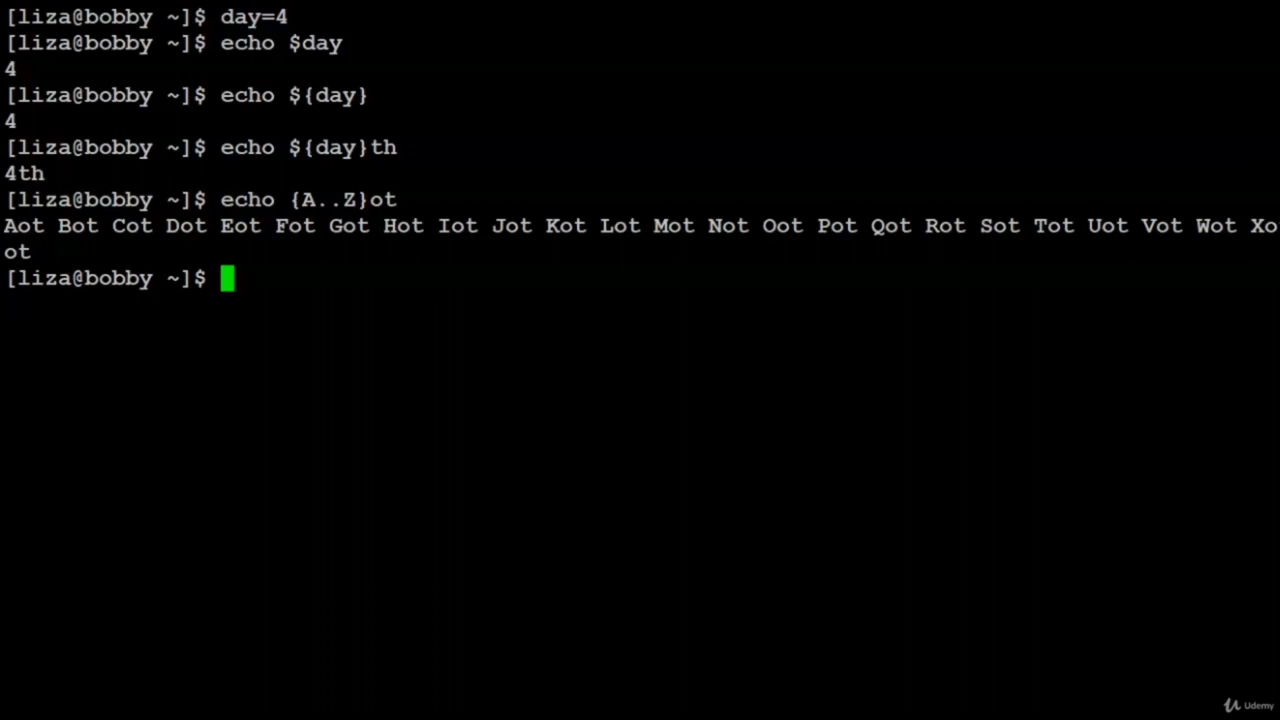 [liza@bobby ~]$ day=4
[liza@bobby ~]$ echo $day
4
[liza@bobby ~]$ echo ${day}
4
[liza@bobby ~]$ echo ${day}th
4th
[liza@bobby ~]$ echo {A..Z}ot
Aot Bot Cot Dot Eot Fot Got Hot Iot Jot Kot Lot Mot Not Oot Pot Qot Rot Sot Tot Uot Vot Wot Xo
ot
[liza@bobby ~]$
Udemy